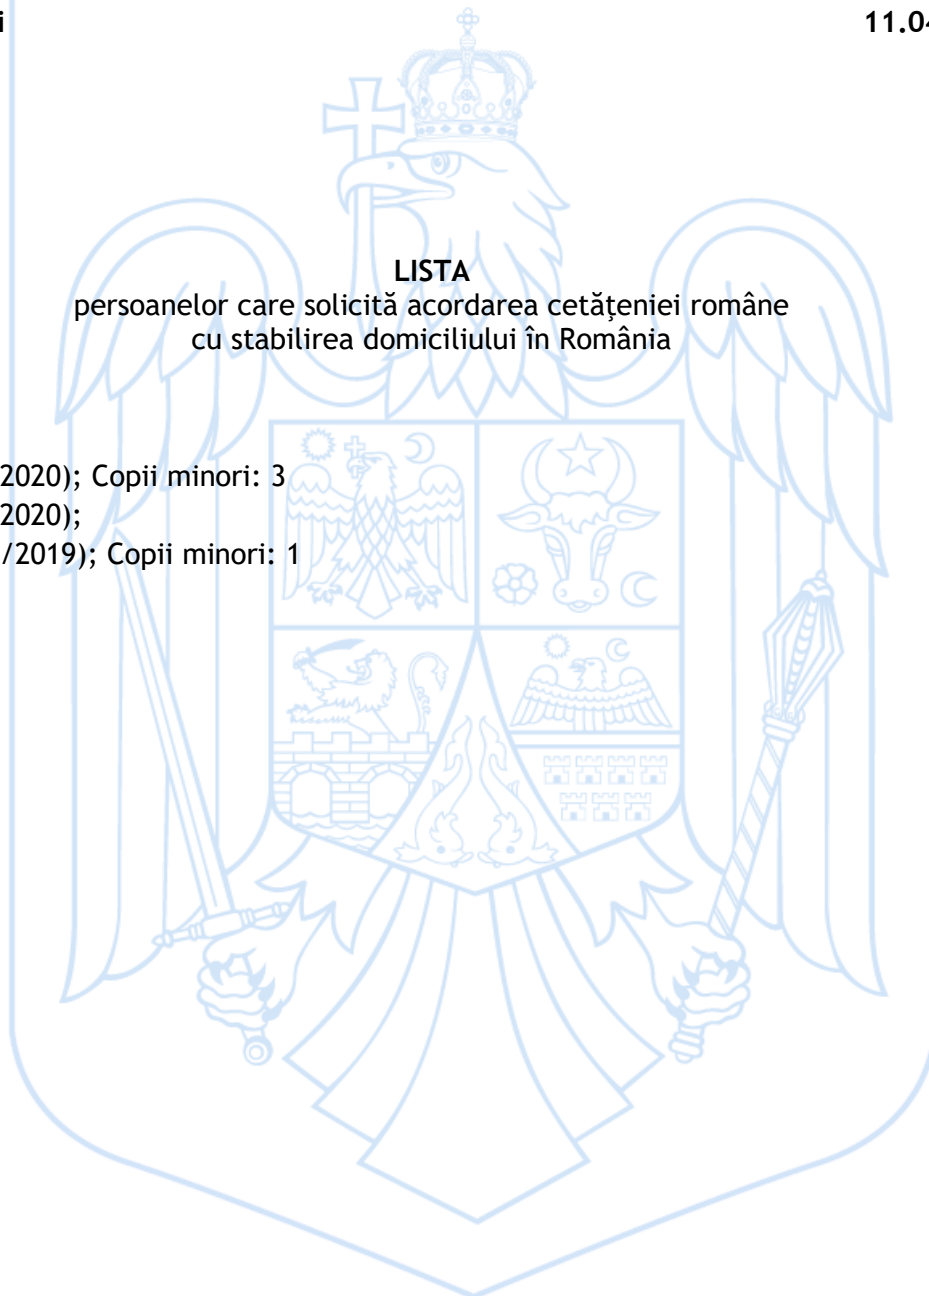 i 11.04
LISTA
persoanelor care solicită acordarea cetăţeniei române
cu stabilirea domiciliului în România
2020); Copii minori: 3
2020);
/2019); Copii minori: 1